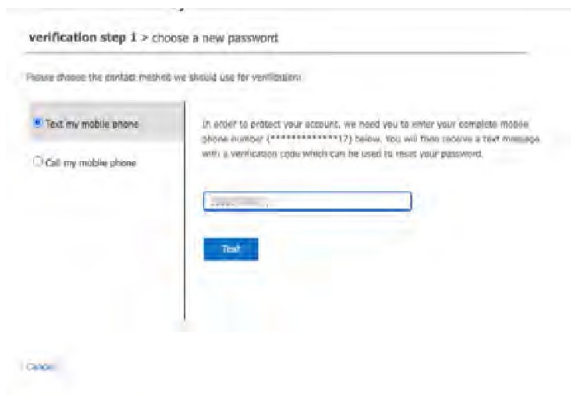 verification step 1 > choose a new password
Please choose the contact method we should use for verification:
Text my mobile phone
Call my mobile phone
In order to protect your account, we need you to enter your complete mobile
phone number (*************17) below. You will then receive a text message
with a verification code which can be used to reset your password.
Text
Cancel